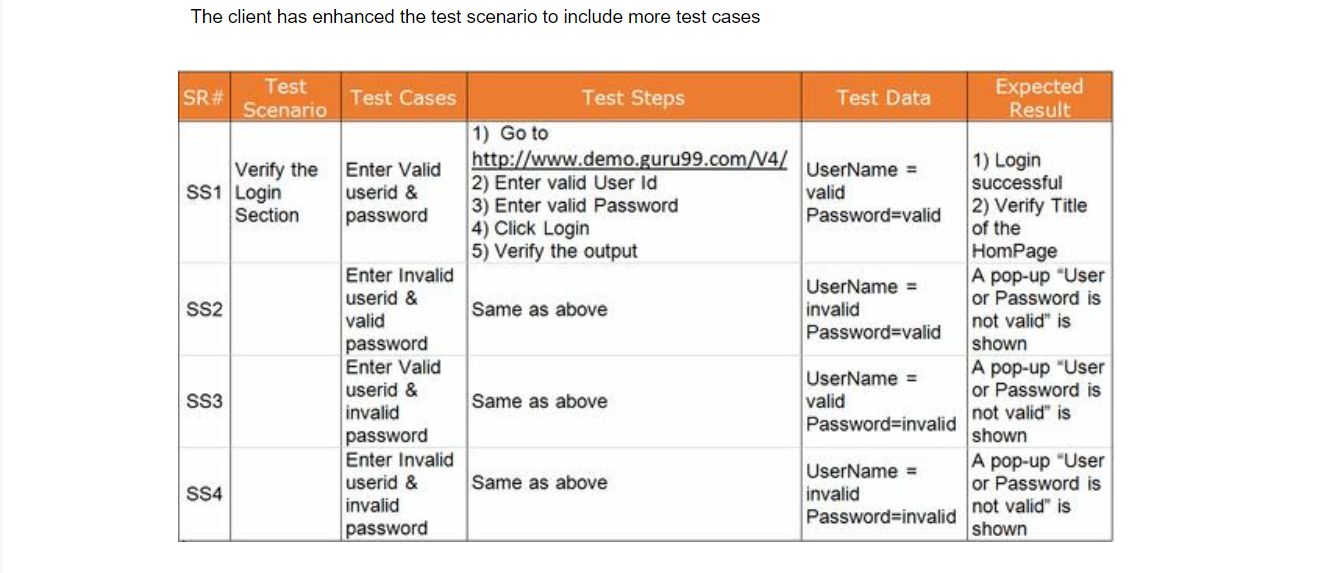 The client has enhanced the test scenario to include more test cases
SR#
Test
Scenario
Test Cases
Test Steps
Test Data
Expected
Result
SS1
Verify the
Login
Section
Enter Valid
userid &
password
1) Go to
http://www.demo.guru99.com/V4/
2) Enter valid User Id
3) Enter valid Password
4) Click Login
5) Verify the output
UserName =
valid
Password=valid
1) Login
successful
2) Verify Title
of the
HomPage
SS2
Enter Invalid
userid &
valid
password
Same as above
UserName =
invalid
Password=valid
A pop-up “User
or Password is
not valid” is
shown
SS3
Enter Valid
userid &
invalid
password
Same as above
UserName =
valid
Password=invalid
A pop-up “User
or Password is
not valid” is
shown
SS4
Enter Invalid
userid &
invalid
password
Same as above
UserName =
invalid
Password=invalid
A pop-up “User
or Password is
not valid” is
shown